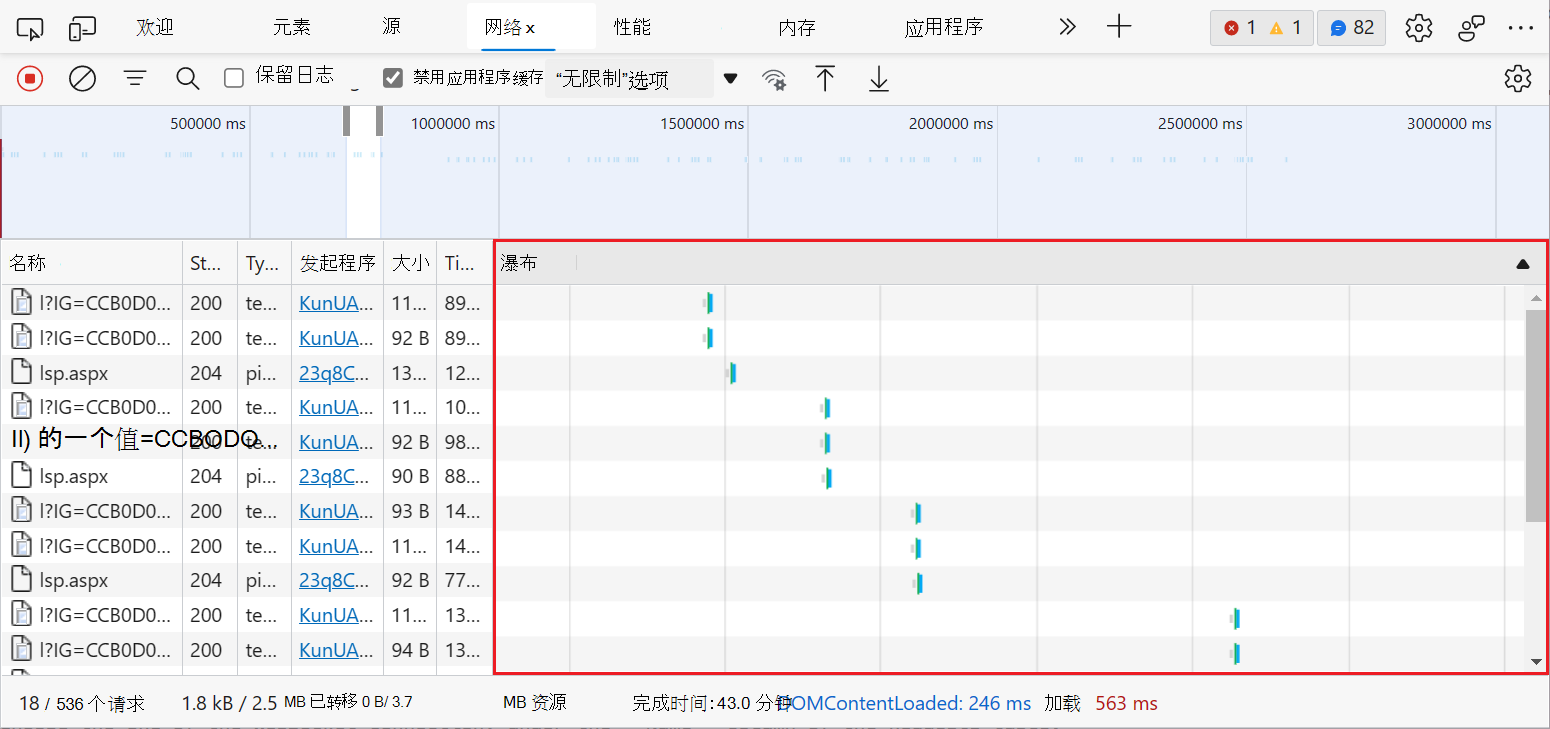 欢迎 元素 源 网络 x 性能 内存 应用程序 1 1 82
保留日志 禁用应用程序缓存 “无限制”选项
500000 ms 1000000 ms 1500000 ms 2000000 ms 2500000 ms 3000000 ms
名称 St... Ty... 发起程序 大小 Ti... 瀑布
l?IG=CCB0D0... 200 te... KunUA... 11... 89...
l?IG=CCB0D0... 200 te... KunUA... 92 B 89...
lsp.aspx 204 pi... 23q8C... 13... 12...
l?IG=CCB0D0... 200 te... KunUA... 11... 10...
II) 的一个值=CCBODO... 200 te... KunUA... 92 B 98...
lsp.aspx 204 pi... 23q8C... 90 B 88...
l?IG=CCB0D0... 200 te... KunUA... 93 B 14...
l?IG=CCB0D0... 200 te... KunUA... 11... 14...
lsp.aspx 204 pi... 23q8C... 92 B 77...
l?IG=CCB0D0... 200 te... KunUA... 11... 13...
l?IG=CCB0D0... 200 te... KunUA... 94 B 13...
18 / 536 个请求 1.8 kB / 2.5 MB 已转移 0 B/ 3.7 MB 资源 完成时间:43.0 分钟 DOMContentLoaded: 246 ms 加载 563 ms